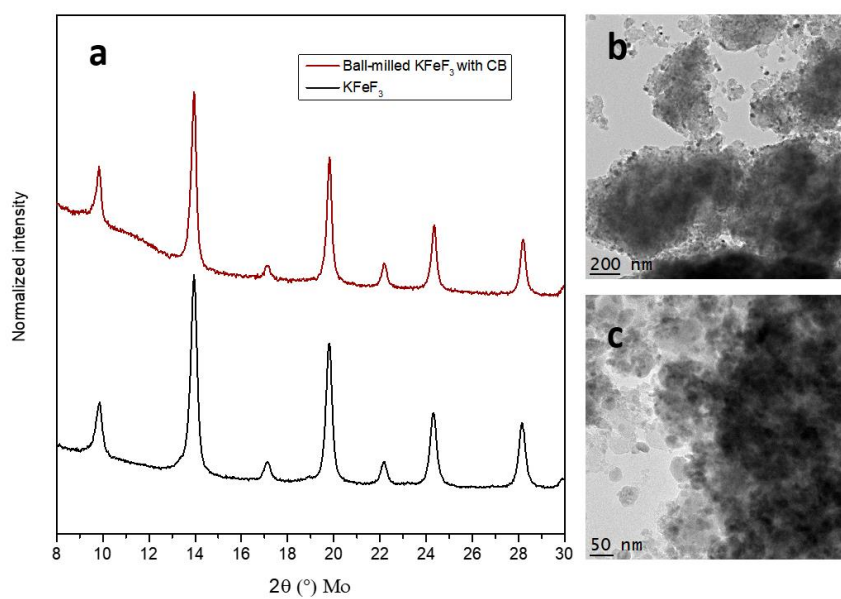 a
Ball-milled KFeF₃ with CB
KFeF₃
Normalized intensity
8 10 12 14 16 18 20 22 24 26 28 30
2θ (°) Mo
b
200 nm
c
50 nm